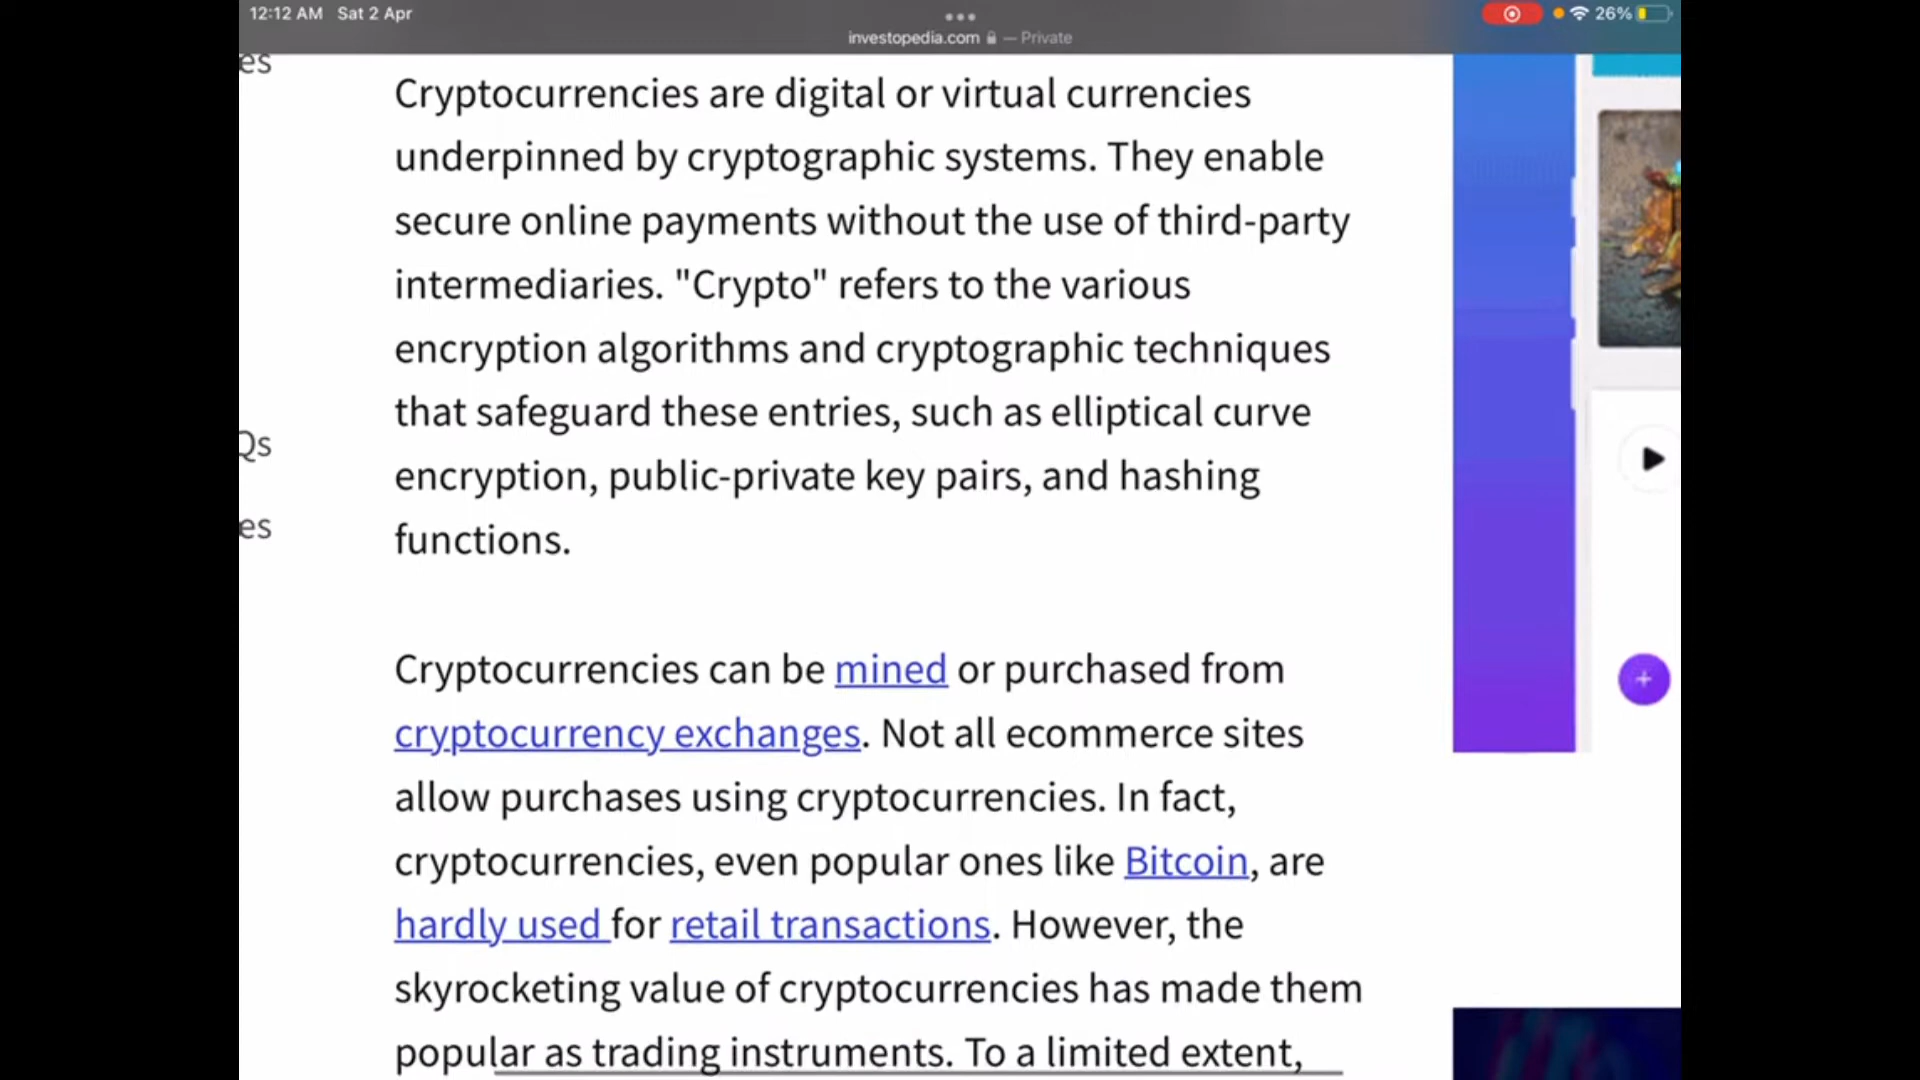 12:12 AM Sat 2 Apr
26%
investopedia.com — Private
es
Cryptocurrencies are digital or virtual currencies
underpinned by cryptographic systems. They enable
secure online payments without the use of third-party
intermediaries. "Crypto" refers to the various
encryption algorithms and cryptographic techniques
that safeguard these entries, such as elliptical curve
Qs
encryption, public-private key pairs, and hashing
es
functions.
Cryptocurrencies can be mined or purchased from
cryptocurrency exchanges. Not all ecommerce sites
allow purchases using cryptocurrencies. In fact,
cryptocurrencies, even popular ones like Bitcoin, are
hardly used for retail transactions. However, the
skyrocketing value of cryptocurrencies has made them
popular as trading instruments. To a limited extent,